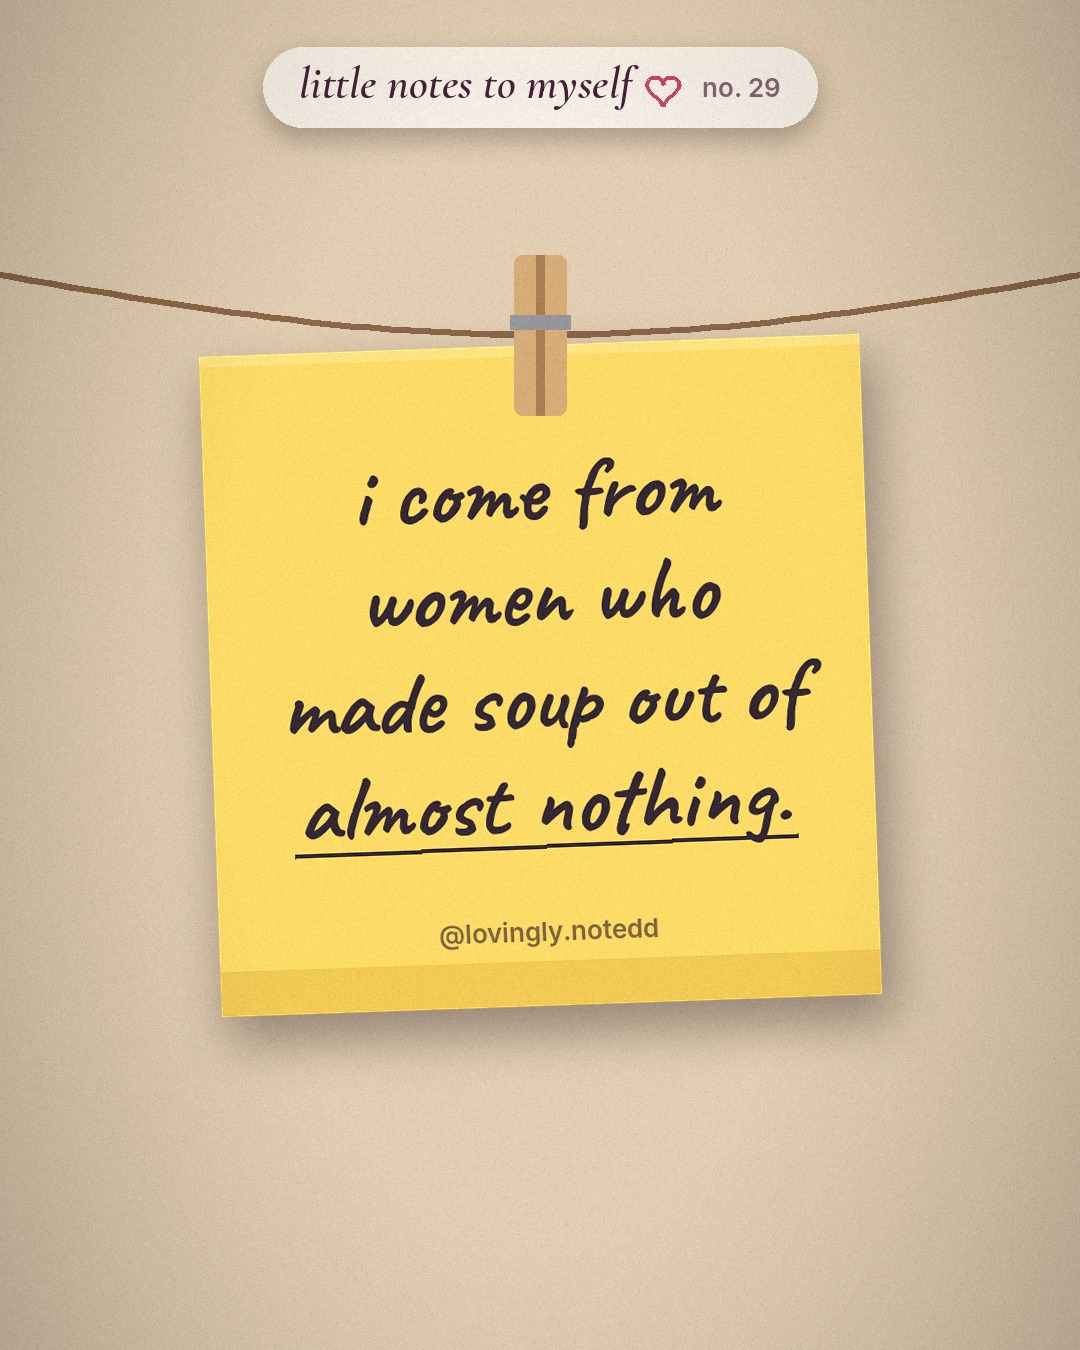 little notes to myself ♡ no. 29
i come from
women who
made soup out of
almost nothing.
@lovingly.notedd